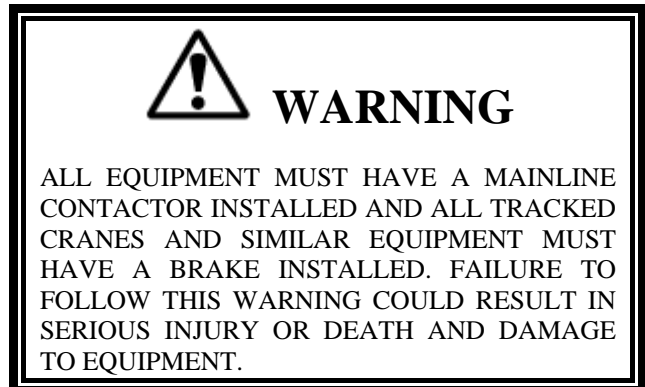 WARNING
ALL EQUIPMENT MUST HAVE A MAINLINE
CONTACTOR INSTALLED AND ALL TRACKED
CRANES AND SIMILAR EQUIPMENT MUST
HAVE A BRAKE INSTALLED. FAILURE TO
FOLLOW THIS WARNING COULD RESULT IN
SERIOUS INJURY OR DEATH AND DAMAGE
TO EQUIPMENT.